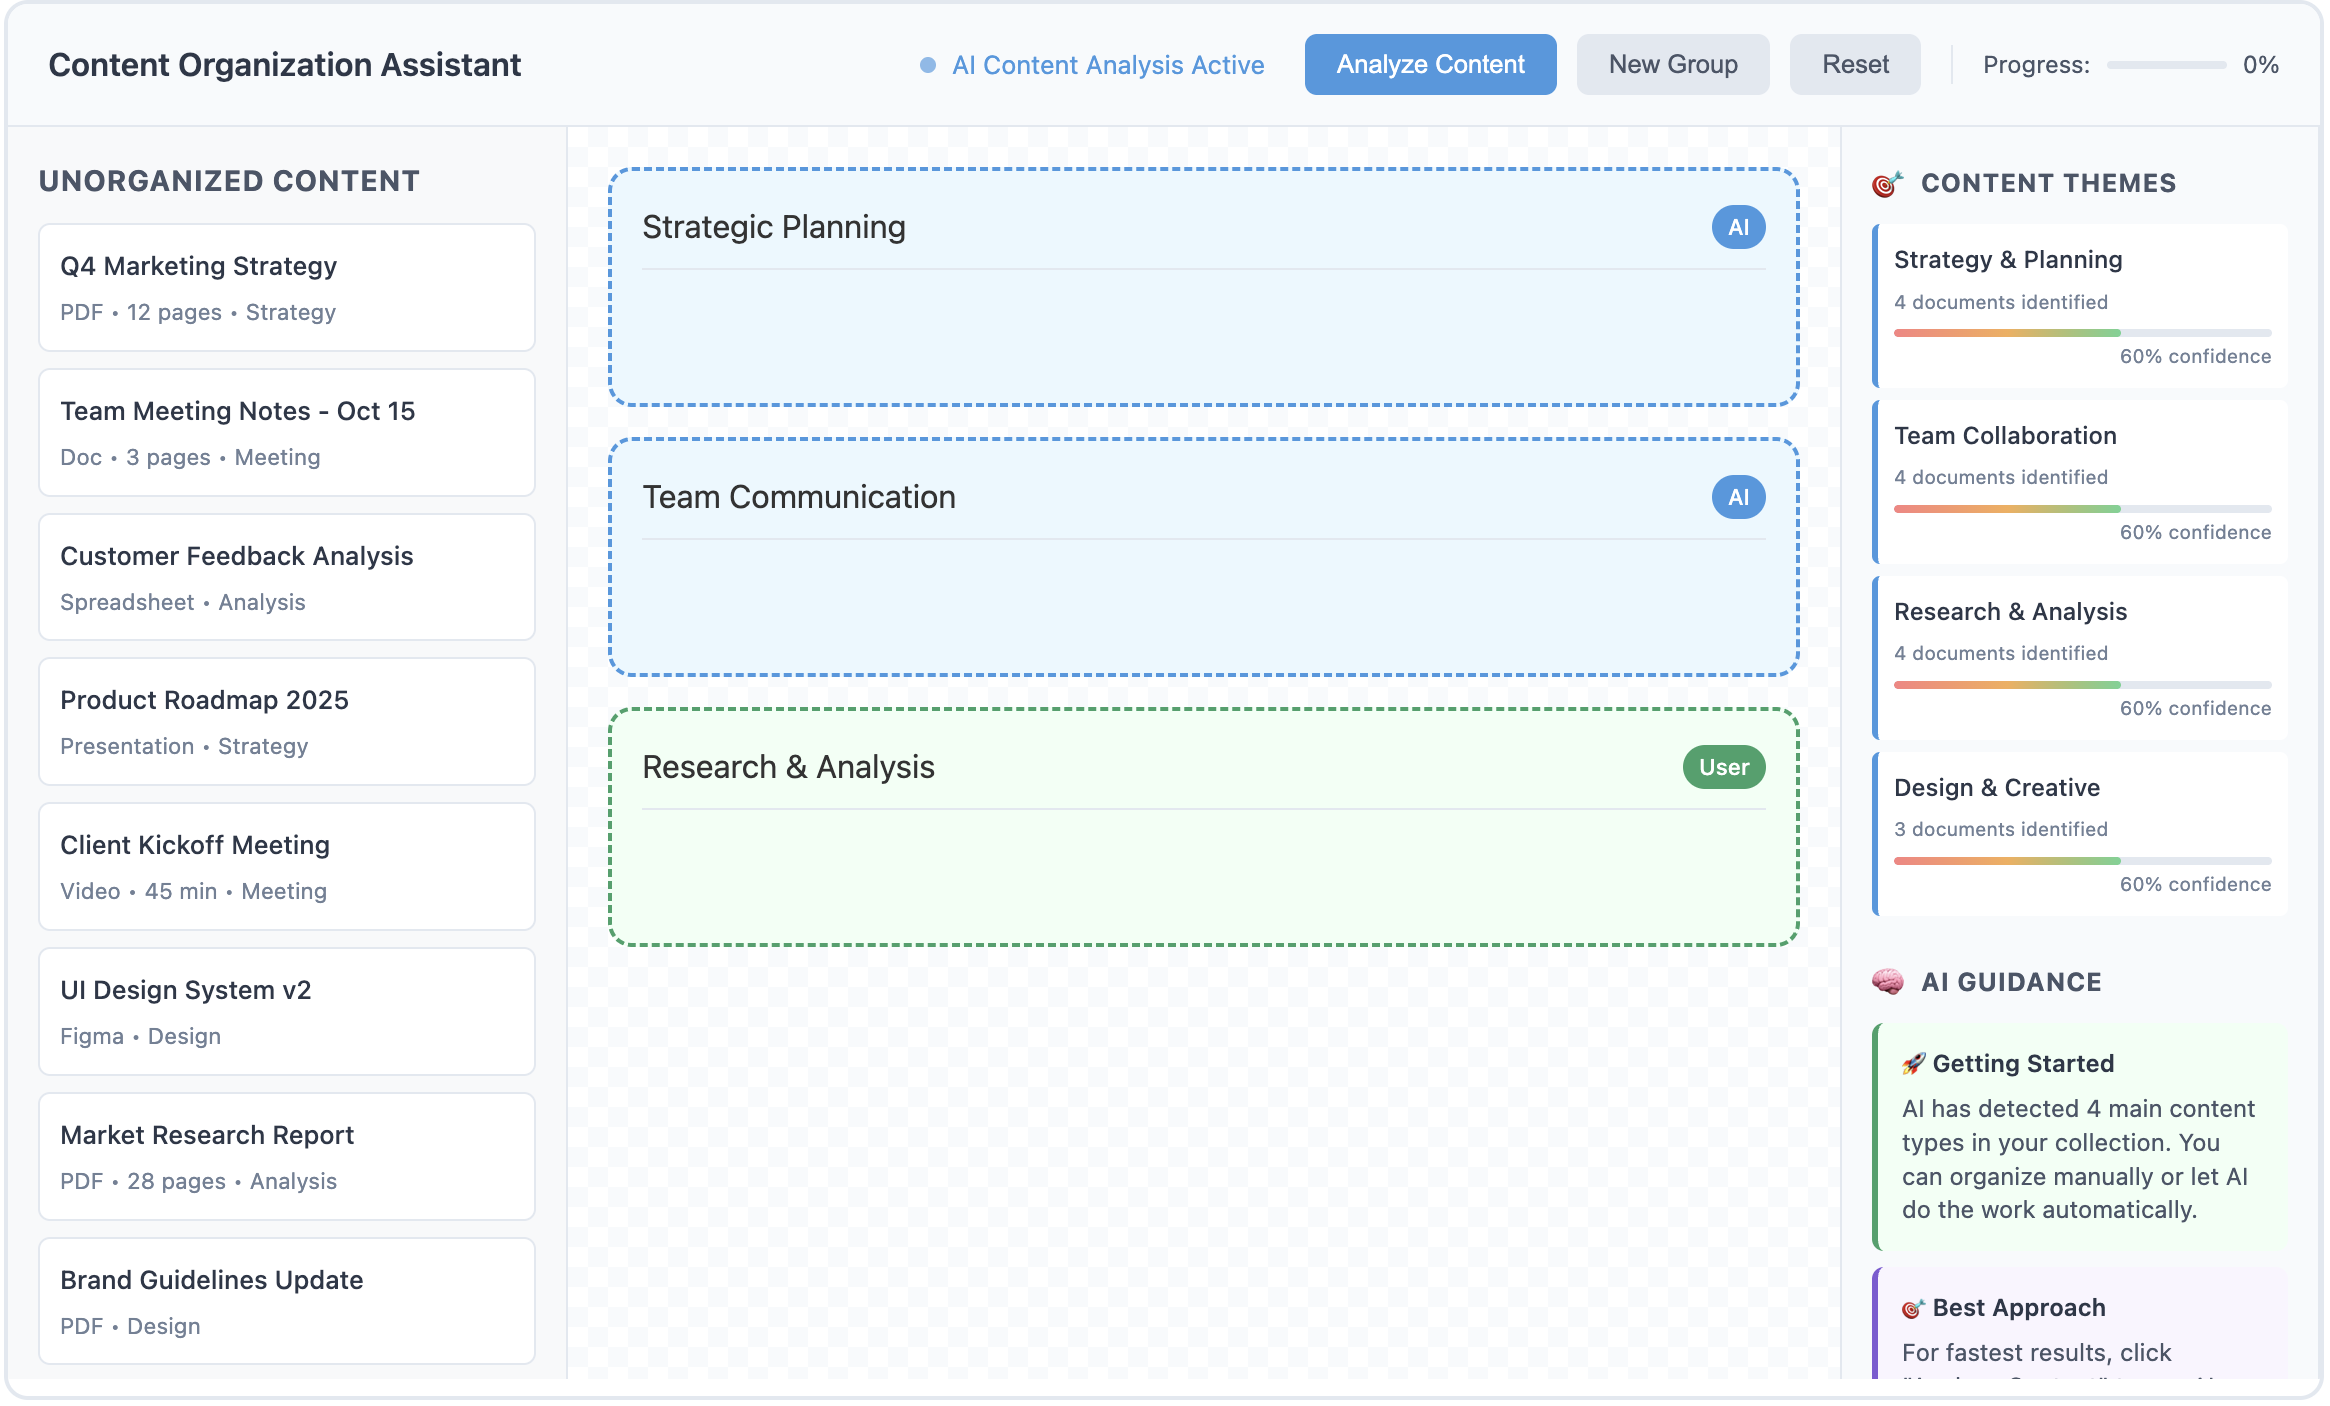 Content Organization Assistant
AI Content Analysis Active
Analyze Content
New Group
Reset
Progress:
0%
UNORGANIZED CONTENT
Q4 Marketing Strategy
PDF • 12 pages • Strategy
Team Meeting Notes - Oct 15
Doc • 3 pages • Meeting
Customer Feedback Analysis
Spreadsheet • Analysis
Product Roadmap 2025
Presentation • Strategy
Client Kickoff Meeting
Video • 45 min • Meeting
UI Design System v2
Figma • Design
Market Research Report
PDF • 28 pages • Analysis
Brand Guidelines Update
PDF • Design
Strategic Planning
AI
Team Communication
AI
Research & Analysis
User
CONTENT THEMES
Strategy & Planning
4 documents identified
60% confidence
Team Collaboration
4 documents identified
60% confidence
Research & Analysis
4 documents identified
60% confidence
Design & Creative
3 documents identified
60% confidence
AI GUIDANCE
Getting Started
AI has detected 4 main content
types in your collection. You
can organize manually or let AI
do the work automatically.
Best Approach
For fastest results, click